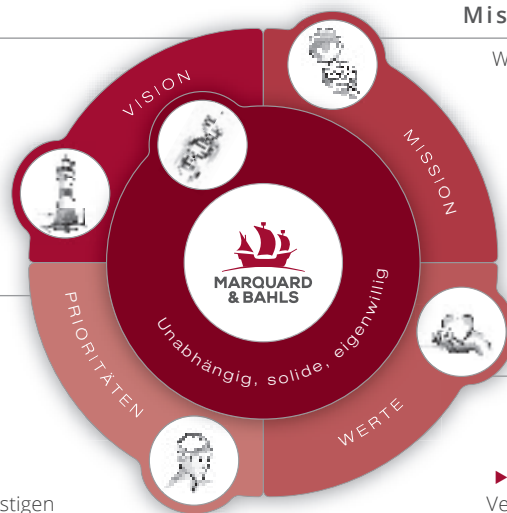 Mis
W
VISION
MISSION
MARQUARD
& BAHLS
Unabhängig, solide, eigenwillig
PRIORITÄTEN
WERTE
stigen
Ve